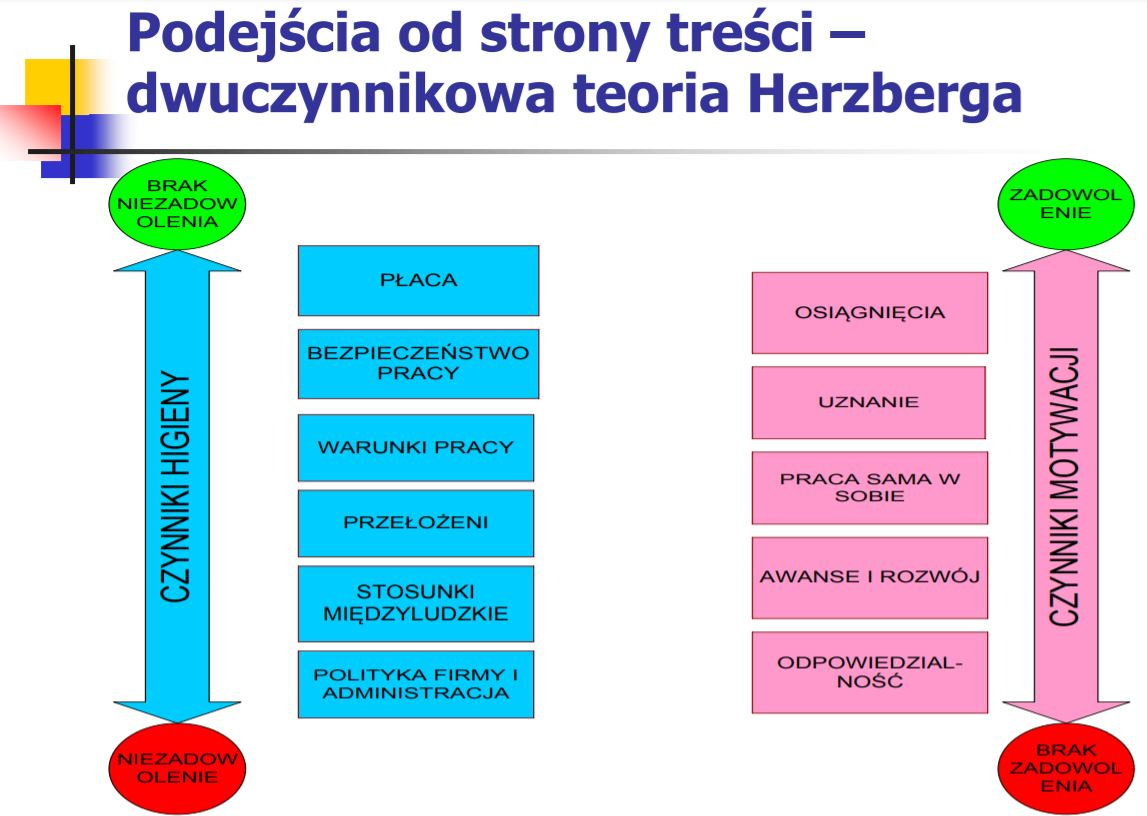 Podejścia od strony treści –
dwuczynnikowa teoria Herzberga
BRAK
NIEZADOW
OLENIA
CZYNNIKI HIGIENY
NIEZADOW
OLENIE
PŁACA
BEZPIECZEŃSTWO
PRACY
WARUNKI PRACY
PRZEŁOŻENI
STOSUNKI
MIĘDZYLUDZKIE
POLITYKA FIRMY I
ADMINISTRACJA
OSIĄGNIĘCIA
UZNANIE
PRACA SAMA W
SOBIE
AWANSE I ROZWÓJ
ODPOWIEDZIAL-
NOŚĆ
ZADOWOL
ENIE
CZYNNIKI MOTYWACJI
BRAK
ZADOWOL
ENIA